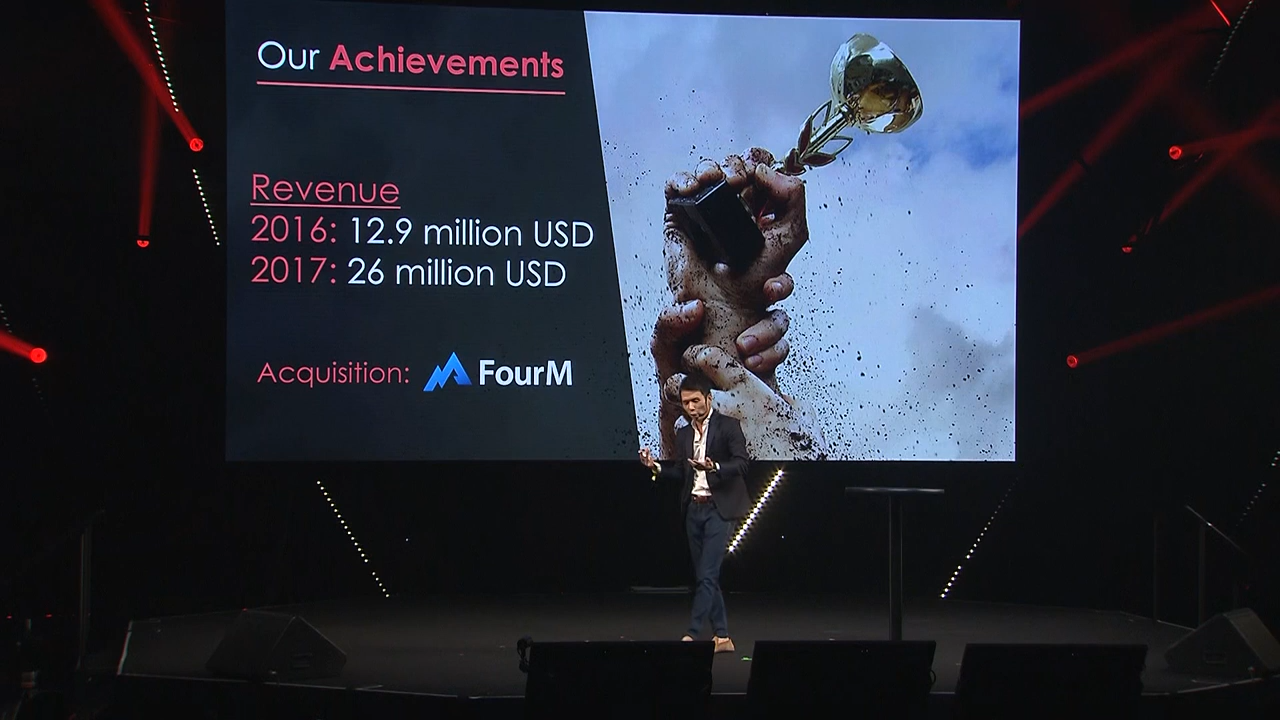 Our Achievements
Revenue
2016: 12.9 million USD
2017: 26 million USD
Acquisition: FourM